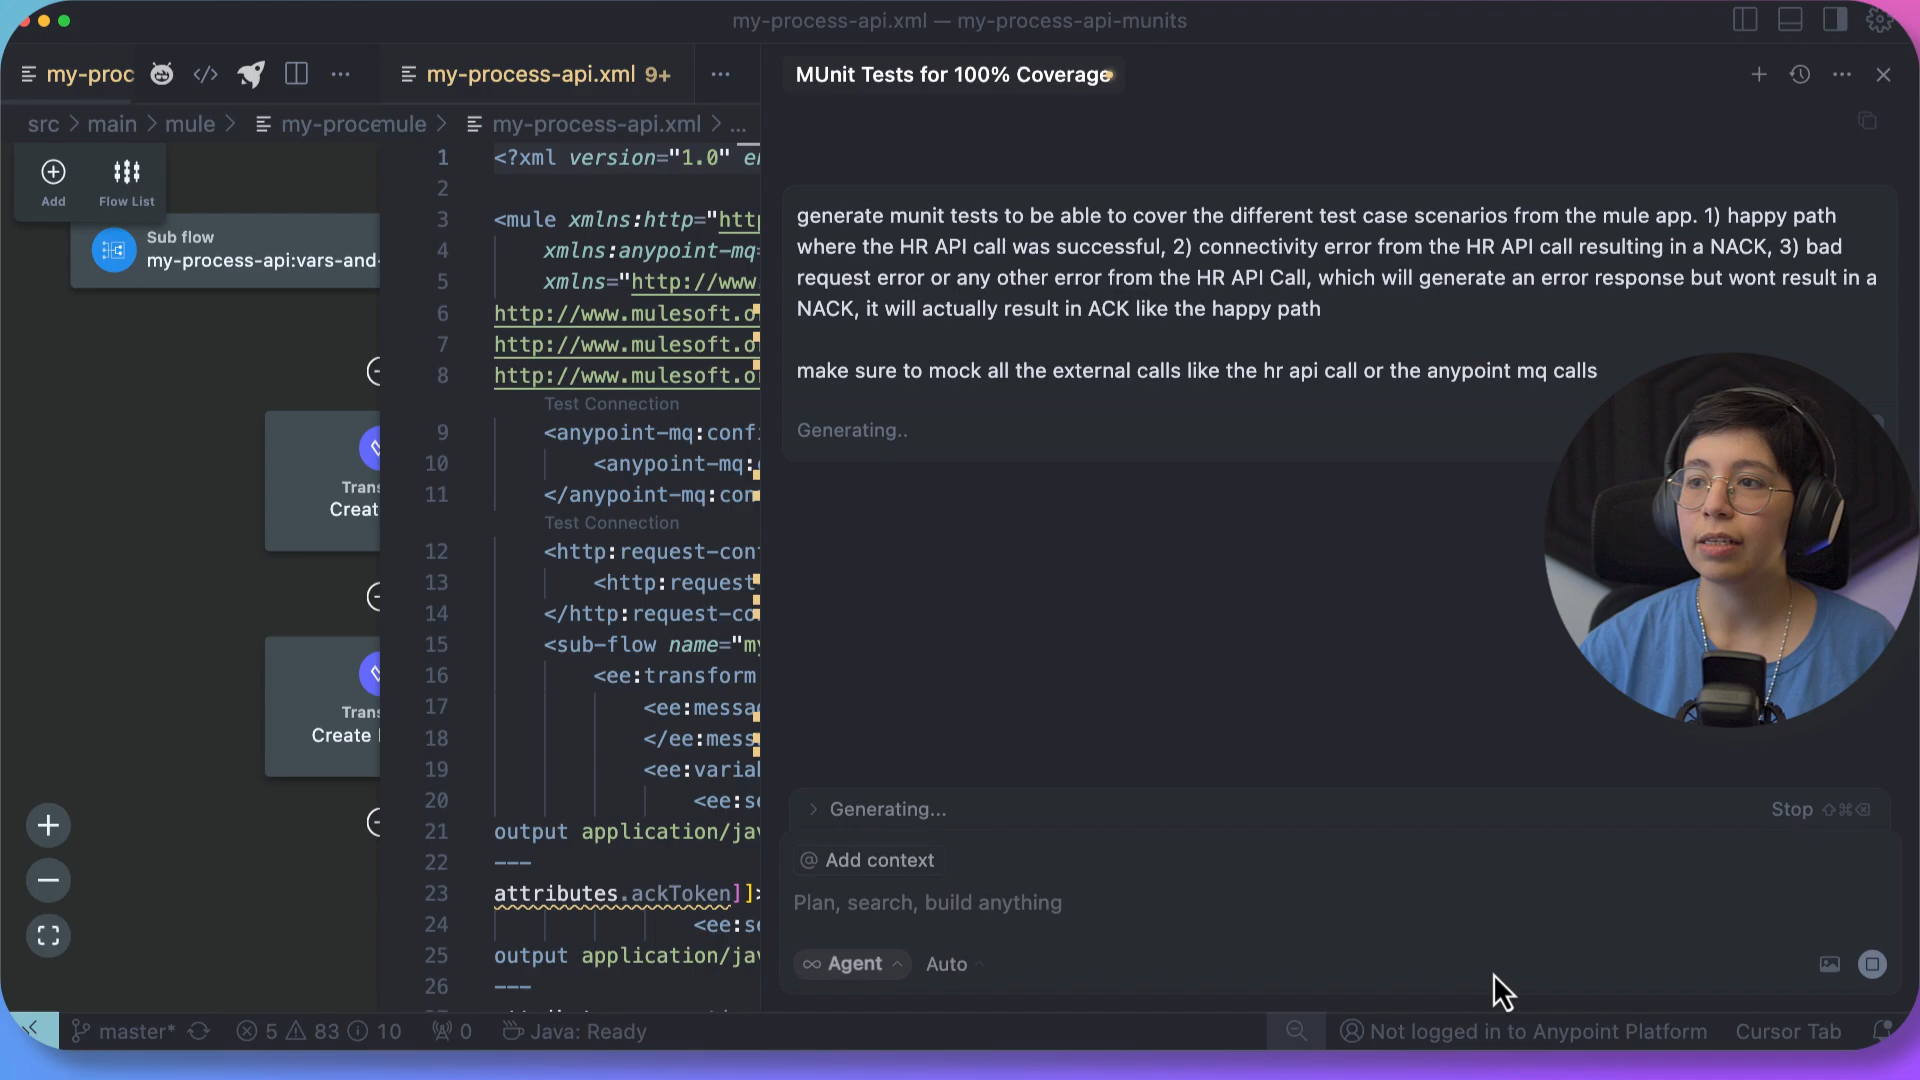 my-process-api.xml — my-process-api-munits
my-proc
my-process-api.xml 9+
MUnit Tests for 100% Coverage
src > main > mule > my-proce
mule > my-process-api.xml > ...
Add
Flow List
Sub flow
my-process-api:vars-and-
Trans
Creat
Trans
Create
1 <?xml version="1.0" e
2
3 <mule xmlns:http="http
4 xmlns:anypoint-mq=
5 xmlns="http://www.
6 http://www.mulesoft.o
7 http://www.mulesoft.o
8 http://www.mulesoft.o
Test Connection
9 <anypoint-mq:conf
10 <anypoint-mq:
11 </anypoint-mq:con
Test Connection
12 <http:request-con
13 <http:request
14 </http:request-co
15 <sub-flow name="m
16 <ee:transform
17 <ee:messa
18 </ee:mess
19 <ee:varia
20 <ee:s
21 output application/ja
22 ---
23 attributes.ackToken]]>
24 <ee:s
25 output application/ja
26 ---
generate munit tests to be able to cover the different test case scenarios from the mule app. 1) happy path
where the HR API call was successful, 2) connectivity error from the HR API call resulting in a NACK, 3) bad
request error or any other error from the HR API Call, which will generate an error response but wont result in a
NACK, it will actually result in ACK like the happy path
make sure to mock all the external calls like the hr api call or the anypoint mq calls
Generating..
Generating...
Stop ⇧⌘⌫
@ Add context
Plan, search, build anything
∞ Agent
Auto
master* 5 83 10 0 Java: Ready
Not logged in to Anypoint Platform Cursor Tab